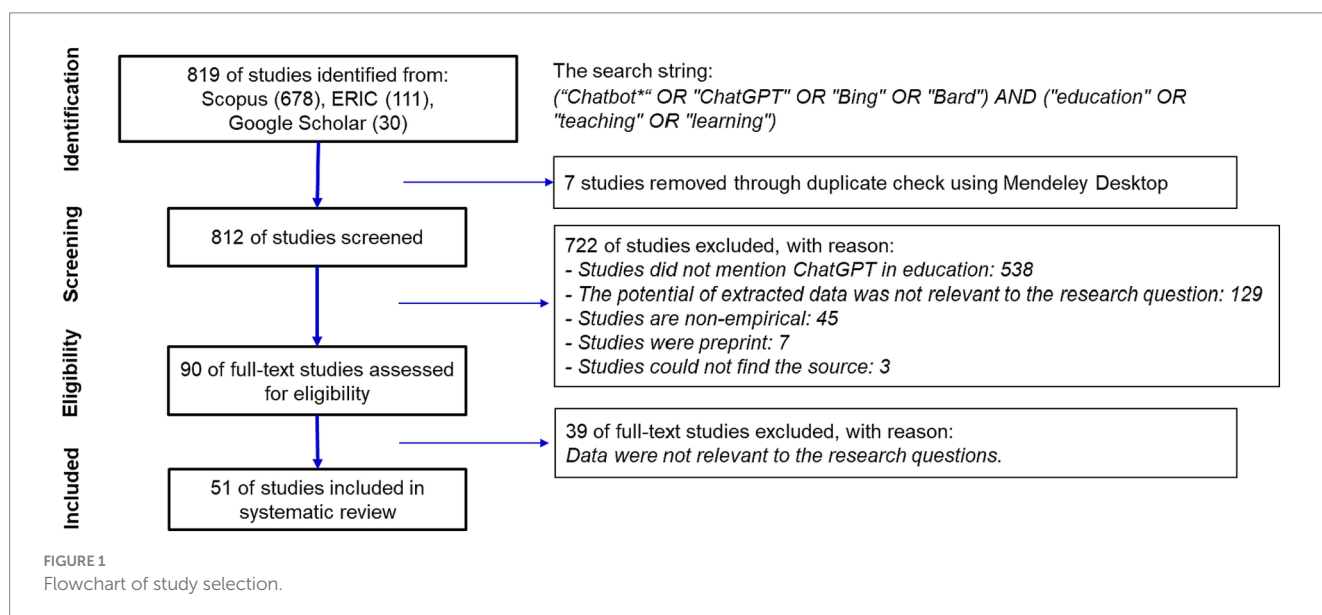 Identification
819 of studies identified from:
Scopus (678), ERIC (111),
Google Scholar (30)
The search string:
(“Chatbot*“ OR "ChatGPT" OR "Bing" OR "Bard") AND ("education" OR
"teaching" OR "learning")
7 studies removed through duplicate check using Mendeley Desktop
Screening
812 of studies screened
722 of studies excluded, with reason:
- Studies did not mention ChatGPT in education: 538
- The potential of extracted data was not relevant to the research question: 129
- Studies are non-empirical: 45
- Studies were preprint: 7
- Studies could not find the source: 3
Eligibility
90 of full-text studies assessed
for eligibility
39 of full-text studies excluded, with reason:
Data were not relevant to the research questions.
Included
51 of studies included in
systematic review
FIGURE 1
Flowchart of study selection.